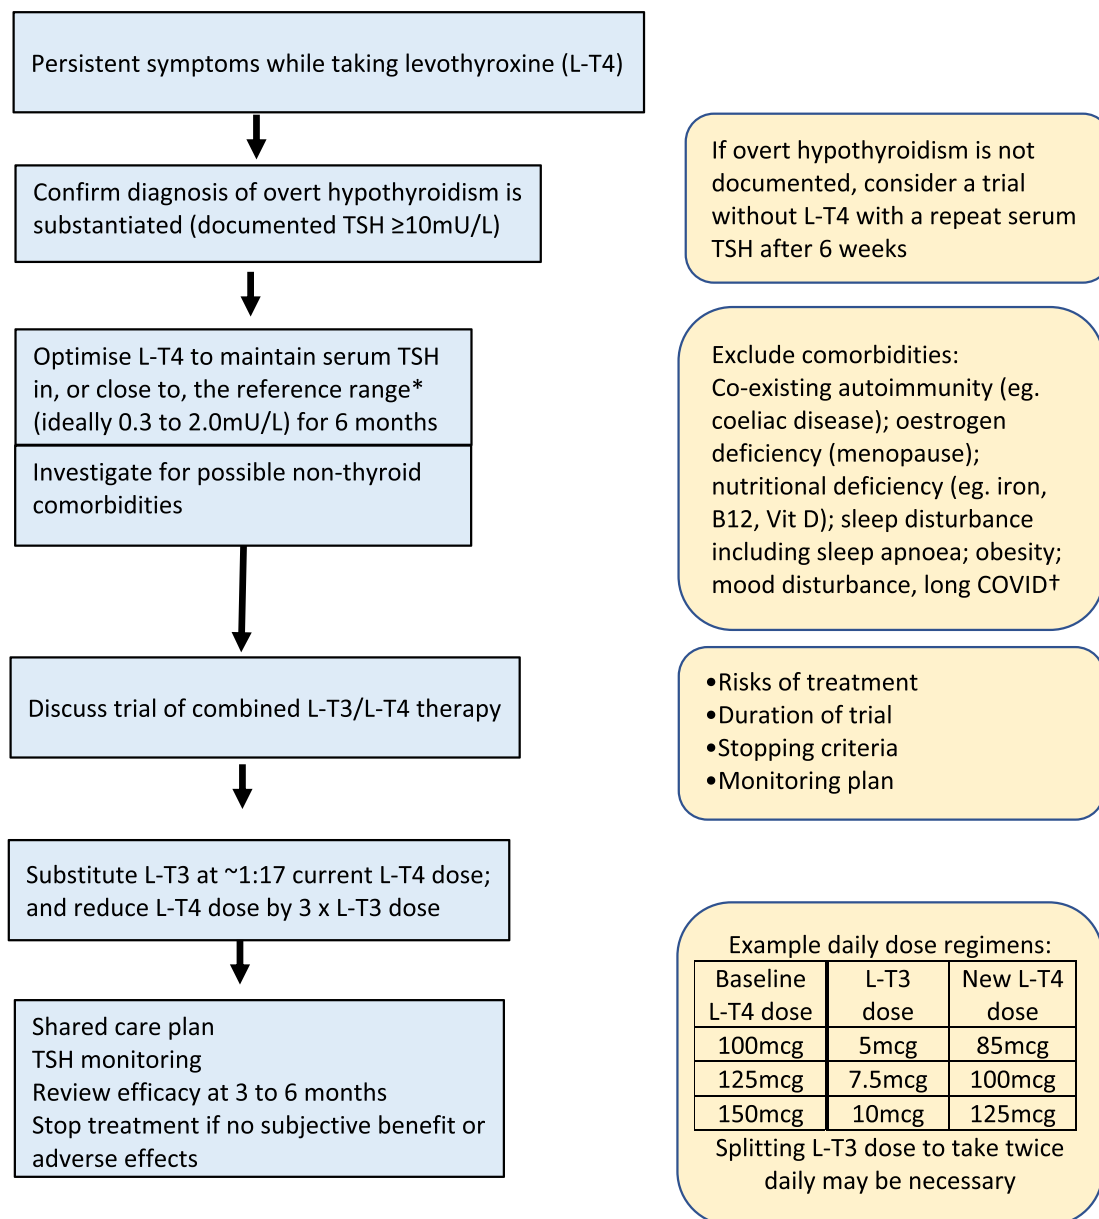 Persistent symptoms while taking levothyroxine (L-T4)
Confirm diagnosis of overt hypothyroidism is
substantiated (documented TSH ≥10mU/L)
If overt hypothyroidism is not
documented, consider a trial
without L-T4 with a repeat serum
TSH after 6 weeks
Optimise L-T4 to maintain serum TSH
in, or close to, the reference range*
(ideally 0.3 to 2.0mU/L) for 6 months
Investigate for possible non-thyroid
comorbidities
Exclude comorbidities:
Co-existing autoimmunity (eg.
coeliac disease); oestrogen
deficiency (menopause);
nutritional deficiency (eg. iron,
B12, Vit D); sleep disturbance
including sleep apnoea; obesity;
mood disturbance, long COVID†
Discuss trial of combined L-T3/L-T4 therapy
•Risks of treatment
•Duration of trial
•Stopping criteria
•Monitoring plan
Substitute L-T3 at ~1:17 current L-T4 dose;
and reduce L-T4 dose by 3 x L-T3 dose
Shared care plan
TSH monitoring
Review efficacy at 3 to 6 months
Stop treatment if no subjective benefit or
adverse effects
Example daily dose regimens:
Baseline L-T4 dose L-T3 dose New L-T4 dose
100mcg 5mcg 85mcg
125mcg 7.5mcg 100mcg
150mcg 10mcg 125mcg
Splitting L-T3 dose to take twice
daily may be necessary